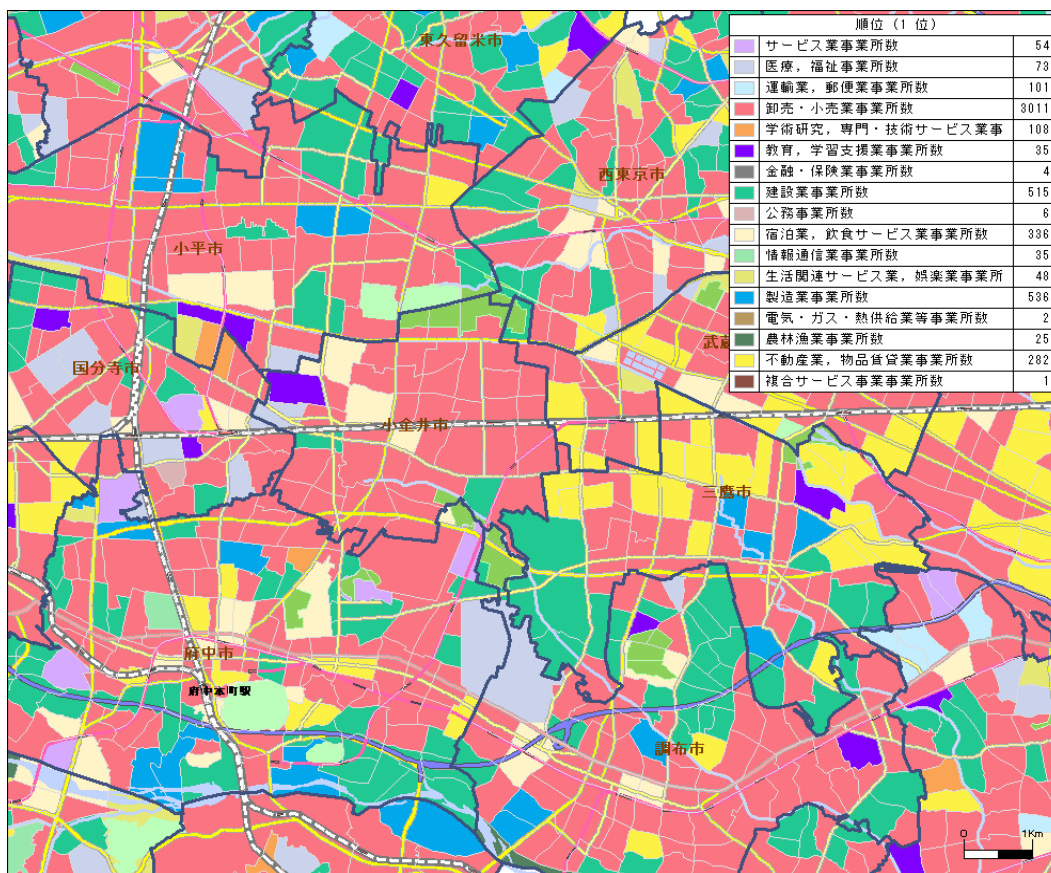 順位（1 位）
サービス業事業所数 54
医療，福祉事業所数 73
運輸業，郵便業事業所数 101
卸売・小売業事業所数 3011
学術研究，専門・技術サービス業事 108
教育，学習支援業事業所数 35
金融・保険業事業所数 4
建設業事業所数 515
公務事業所数 6
宿泊業，飲食サービス業事業所数 336
情報通信業事業所数 35
生活関連サービス業，娯楽業事業所 48
製造業事業所数 536
電気・ガス・熱供給業等事業所数 2
農林漁業事業所数 25
不動産業，物品賃貸業事業所数 282
複合サービス事業事業所数 1
東久留米市
西東京市
小平市
武蔵
国分寺市
小金井市
三鷹市
府中市
府中本町駅
調布市
0 1Km